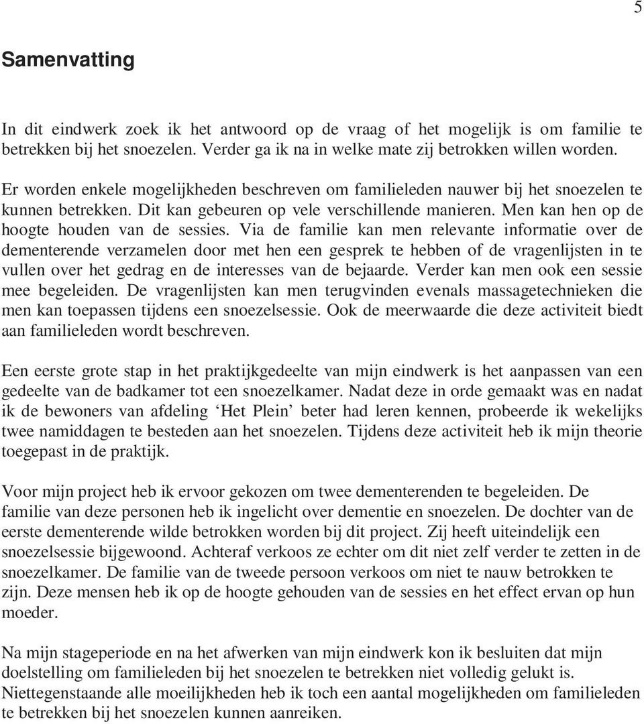 5
Samenvatting
In dit eindwerk zoek ik het antwoord op de vraag of het mogelijk is om familie te
betrekken bij het snoezelen. Verder ga ik na in welke mate zij betrokken willen worden.
Er worden enkele mogelijkheden beschreven om familieleden nauwer bij het snoezelen te
kunnen betrekken. Dit kan gebeuren op vele verschillende manieren. Men kan hen op de
hoogte houden van de sessies. Via de familie kan men relevante informatie over de
dementerende verzamelen door met hen een gesprek te hebben of de vragenlijsten in te
vullen over het gedrag en de interesses van de bejaarde. Verder kan men ook een sessie
mee begeleiden. De vragenlijsten kan men terugvinden evenals massagetechnieken die
men kan toepassen tijdens een snoezelsessie. Ook de meerwaarde die deze activiteit biedt
aan familieleden wordt beschreven.
Een eerste grote stap in het praktijkgedeelte van mijn eindwerk is het aanpassen van een
gedeelte van de badkamer tot een snoezelkamer. Nadat deze in orde gemaakt was en nadat
ik de bewoners van afdeling ‘Het Plein’ beter had leren kennen, probeerde ik wekelijks
twee namiddagen te besteden aan het snoezelen. Tijdens deze activiteit heb ik mijn theorie
toegepast in de praktijk.
Voor mijn project heb ik ervoor gekozen om twee dementerenden te begeleiden. De
familie van deze personen heb ik ingelicht over dementie en snoezelen. De dochter van de
eerste dementerende wilde betrokken worden bij dit project. Zij heeft uiteindelijk een
snoezelsessie bijgewoond. Achteraf verkoos ze echter om dit niet zelf verder te zetten in de
snoezelkamer. De familie van de tweede persoon verkoos om niet te nauw betrokken te
zijn. Deze mensen heb ik op de hoogte gehouden van de sessies en het effect ervan op hun
moeder.
Na mijn stageperiode en na het afwerken van mijn eindwerk kon ik besluiten dat mijn
doelstelling om familieleden bij het snoezelen te betrekken niet volledig gelukt is.
Niettegenstaande alle moeilijkheden heb ik toch een aantal mogelijkheden om familieleden
te betrekken bij het snoezelen kunnen aanreiken.